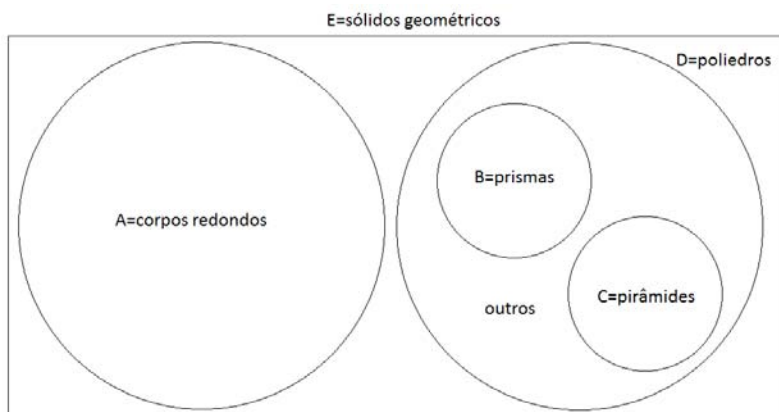 E=sólidos geométricos
D=poliedros
B=prismas
A=corpos redondos
C=pirâmides
outros